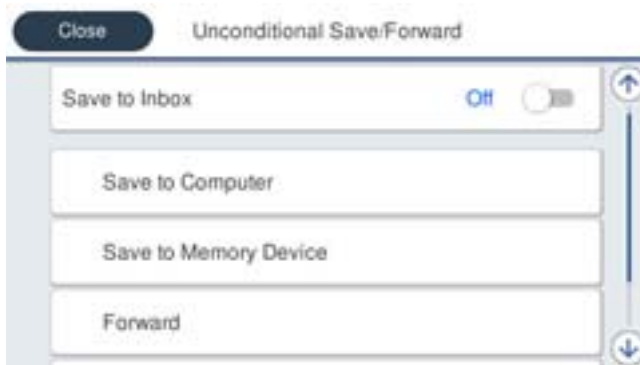 Close Unconditional Save/Forward
Save to Inbox Off
Save to Computer
Save to Memory Device
Forward